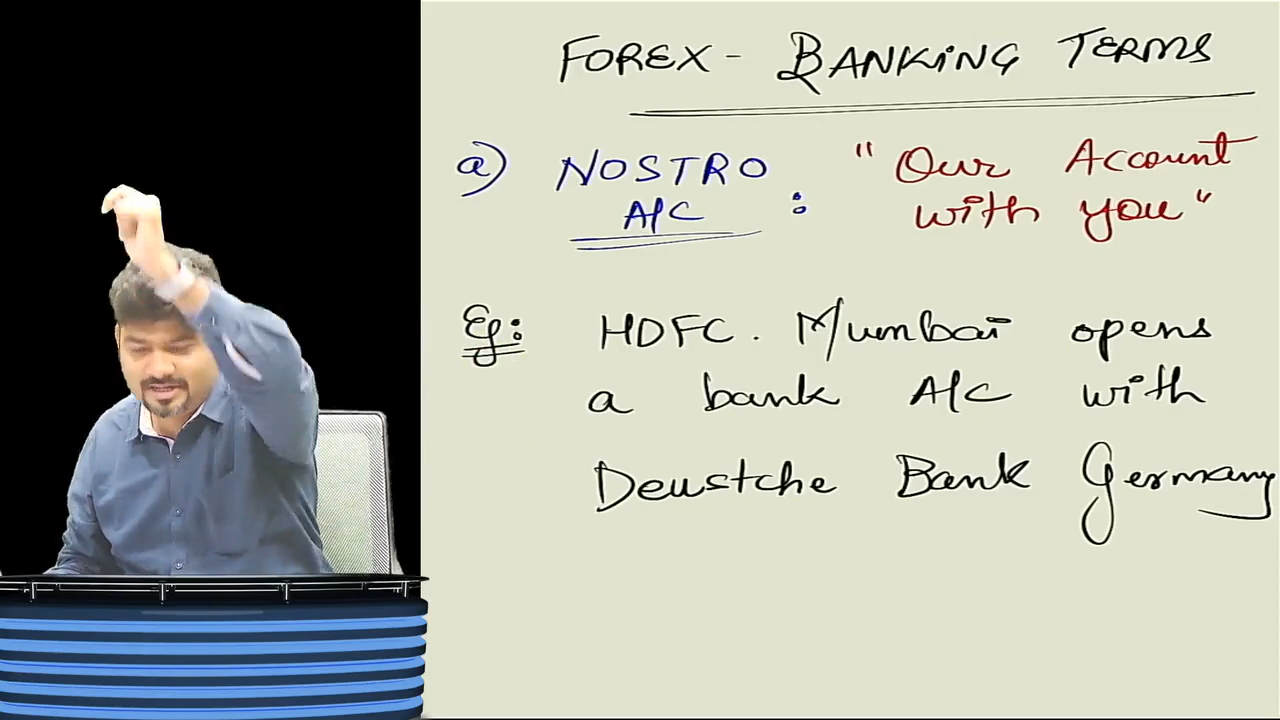 FOREX - BANKING TERMS
a) NOSTRO A/C : "Our Account
with you"
Eg: HDFC. Mumbai opens
a bank A/C with
Deustche Bank Germany